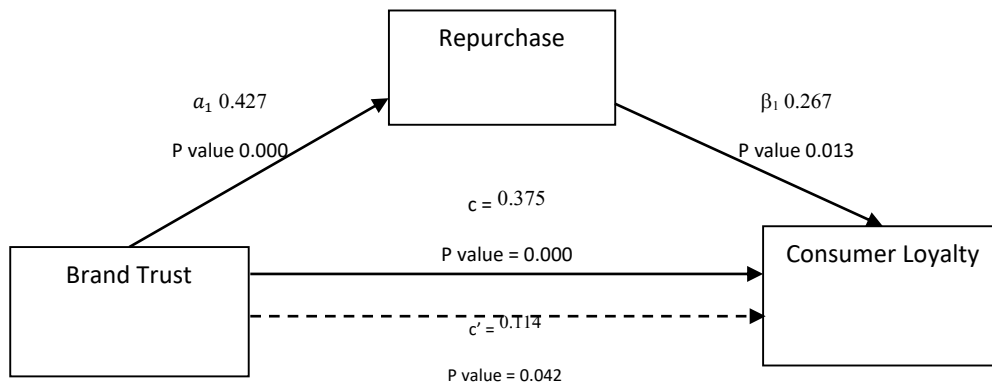 Repurchase
𝑎₁ 0.427
P value 0.000
β₁ 0.267
P value 0.013
c = 0.375
P value = 0.000
Brand Trust
Consumer Loyalty
c’ = 0.114
P value = 0.042